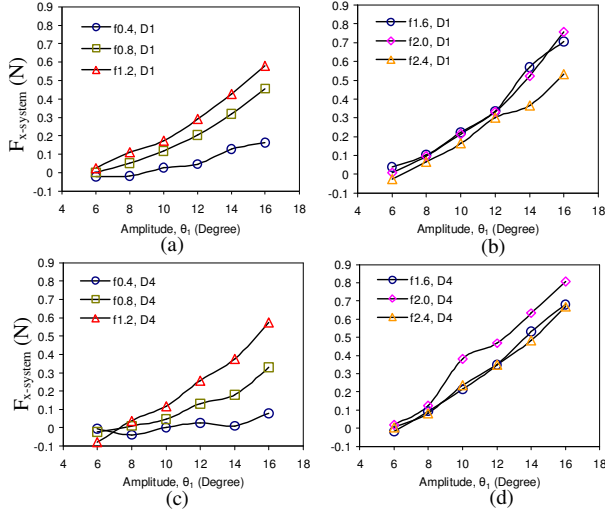 0.9
0.8
0.7
0.6
0.5
0.4
0.3
0.2
0.1
0
-0.1
F x-system (N)
f0.4, D1
f0.8, D1
f1.2, D1
4 6 8 10 12 14 16 18
Amplitude, θ1 (Degree)
(a)
0.9
0.8
0.7
0.6
0.5
0.4
0.3
0.2
0.1
0
-0.1
f1.6, D1
f2.0, D1
f2.4, D1
4 6 8 10 12 14 16 18
Amplitude, θ1 (Degree)
(b)
0.9
0.8
0.7
0.6
0.5
0.4
0.3
0.2
0.1
0
-0.1
F x-system (N)
f0.4, D4
f0.8, D4
f1.2, D4
4 6 8 10 12 14 16 18
Amplitude, θ1 (Degree)
(c)
0.9
0.8
0.7
0.6
0.5
0.4
0.3
0.2
0.1
0
-0.1
f1.6, D4
f2.0, D4
f2.4, D4
4 6 8 10 12 14 16 18
Amplitude, θ1 (Degree)
(d)